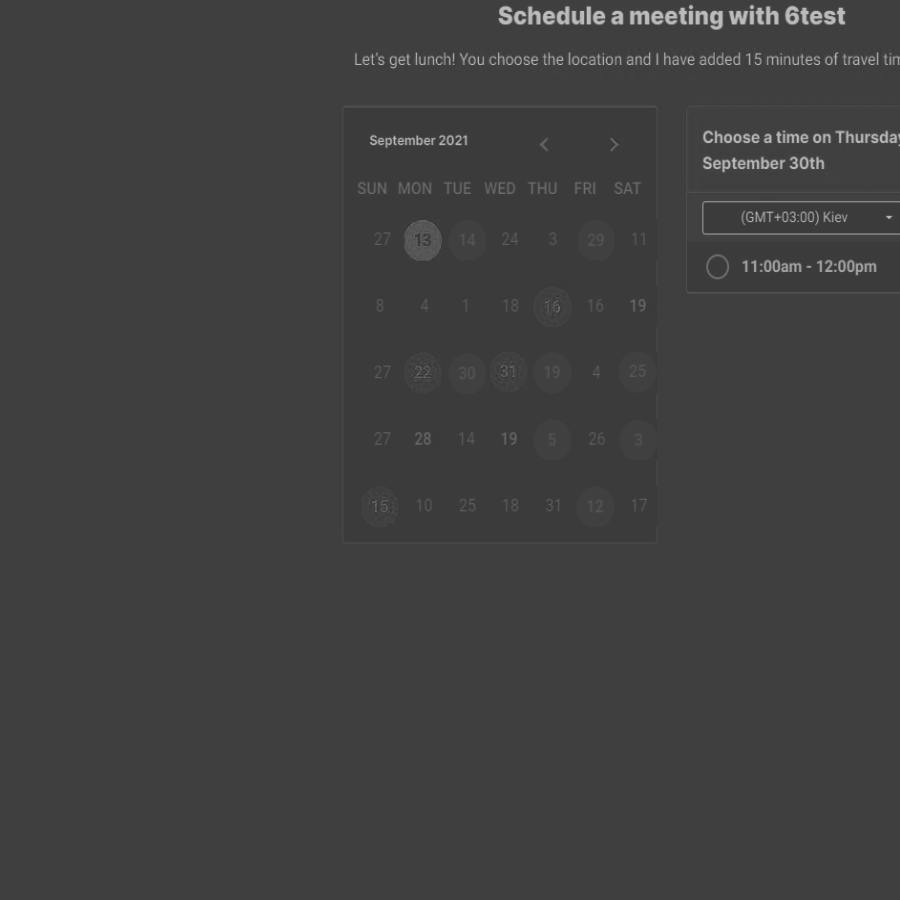 Schedule a meeting with 6test
Let's get lunch! You choose the location and I have added 15 minutes of travel
September 2021
SUN MON TUE WED THU FRI SAT
27 13 14 24 3 29 11
8 4 1 18 16 16 19
27 22 30 31 19 4 25
27 28 14 19 5 26 3
15 10 25 18 31 12 17
Choose a time on Thursday
September 30th
(GMT+03:00) Kiev
11:00am - 12:00pm